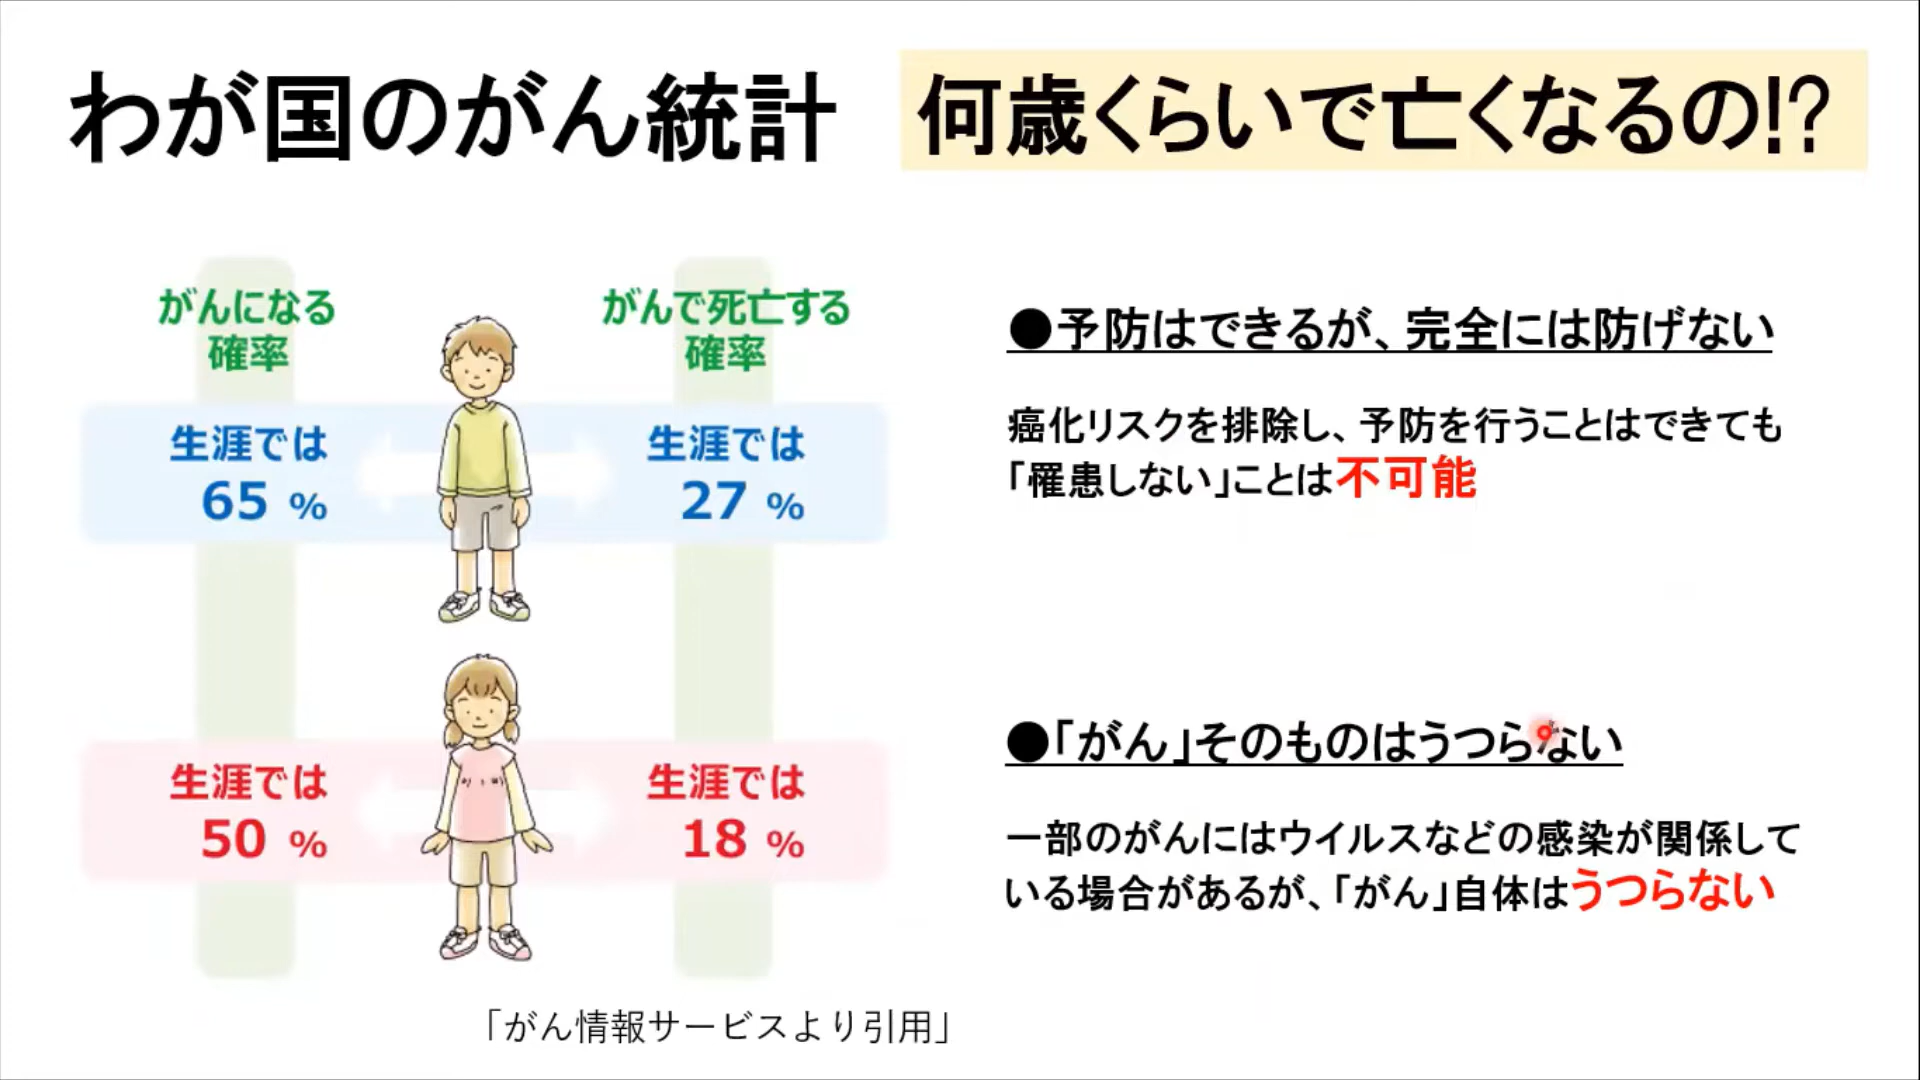 わが国のがん統計
何歳くらいで亡くなるの!?
がんになる
確率
がんで死亡する
確率
生涯では
65 %
生涯では
27 %
生涯では
50 %
生涯では
18 %
「がん情報サービスより引用」
●予防はできるが、完全には防げない
癌化リスクを排除し、予防を行うことはできても
「罹患しない」ことは不可能
●「がん」そのものはうつらない
一部のがんにはウイルスなどの感染が関係して
いる場合があるが、「がん」自体はうつらない